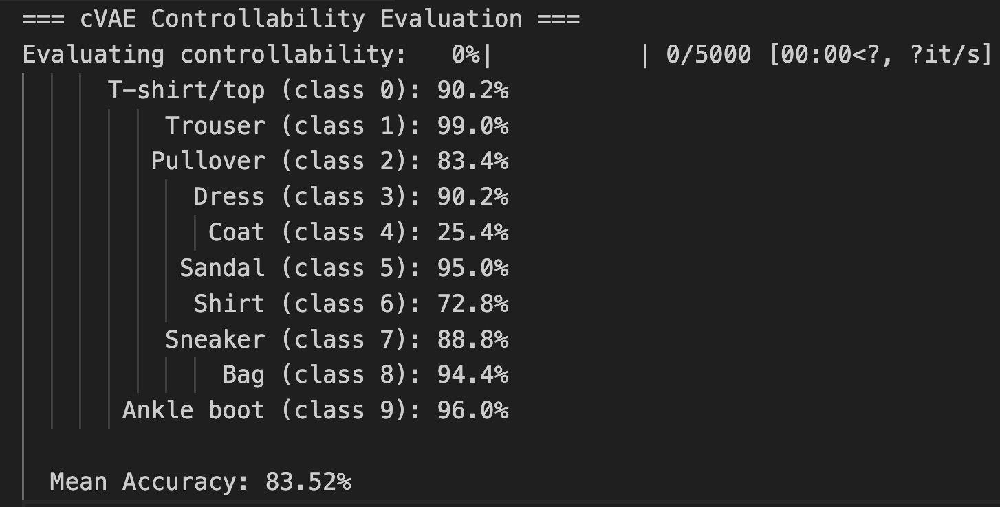 === cVAE Controllability Evaluation ===
Evaluating controllability:   0%|          | 0/5000 [00:00<?, ?it/s]
T-shirt/top (class 0): 90.2%
Trouser (class 1): 99.0%
Pullover (class 2): 83.4%
Dress (class 3): 90.2%
Coat (class 4): 25.4%
Sandal (class 5): 95.0%
Shirt (class 6): 72.8%
Sneaker (class 7): 88.8%
Bag (class 8): 94.4%
Ankle boot (class 9): 96.0%
Mean Accuracy: 83.52%